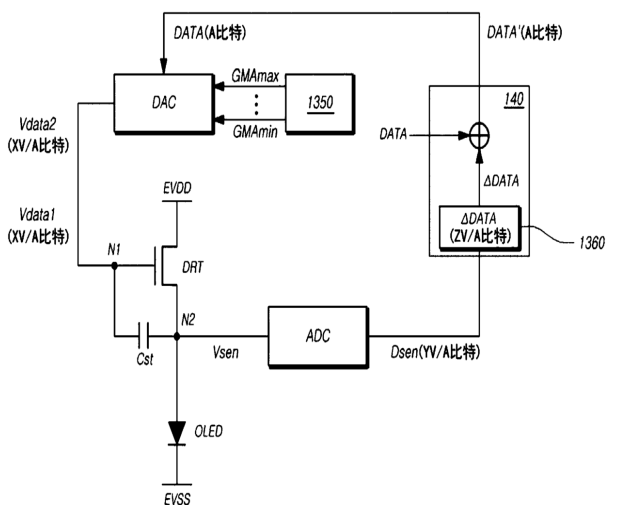 DATA(A比特)
DATA'(A比特)
GMAmax
DAC
1350
140
GMAmin
Vdata2
(XV/A比特)
DATA
ΔDATA
EVDD
Vdata1
(XV/A比特)
ΔDATA
(ZV/A比特)
1360
N1
DRT
N2
ADC
Cst
Vsen
Dsen(YV/A比特)
OLED
EVSS